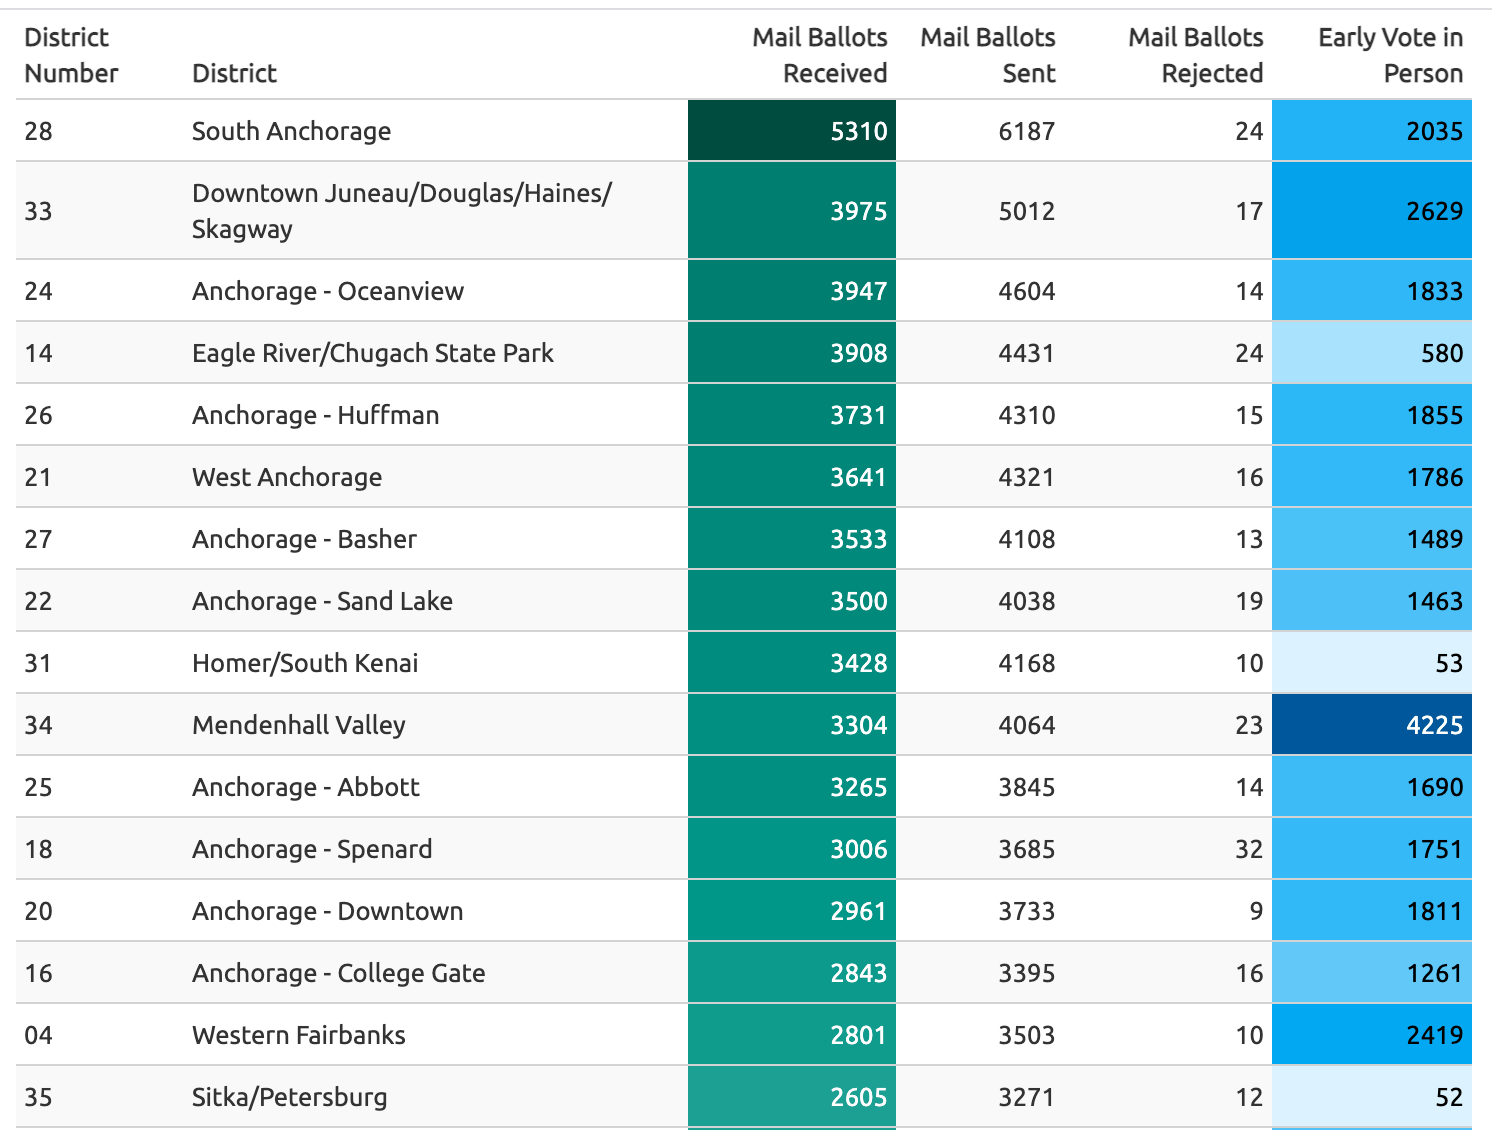 District Number District Mail Ballots Received Mail Ballots Sent Mail Ballots Rejected Early Vote in Person
28 South Anchorage 5310 6187 24 2035
33 Downtown Juneau/Douglas/Haines/
Skagway 3975 5012 17 2629
24 Anchorage - Oceanview 3947 4604 14 1833
14 Eagle River/Chugach State Park 3908 4431 24 580
26 Anchorage - Huffman 3731 4310 15 1855
21 West Anchorage 3641 4321 16 1786
27 Anchorage - Basher 3533 4108 13 1489
22 Anchorage - Sand Lake 3500 4038 19 1463
31 Homer/South Kenai 3428 4168 10 53
34 Mendenhall Valley 3304 4064 23 4225
25 Anchorage - Abbott 3265 3845 14 1690
18 Anchorage - Spenard 3006 3685 32 1751
20 Anchorage - Downtown 2961 3733 9 1811
16 Anchorage - College Gate 2843 3395 16 1261
04 Western Fairbanks 2801 3503 10 2419
35 Sitka/Petersburg 2605 3271 12 52